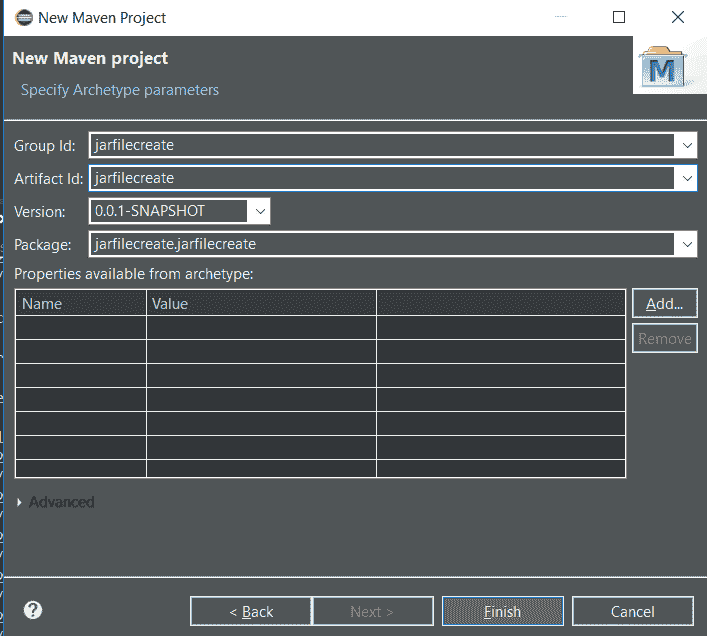 New Maven Project
New Maven project
Specify Archetype parameters
M
Group Id: jarfilecreate
Artifact Id: jarfilecreate
Version: 0.0.1-SNAPSHOT
Package: jarfilecreate.jarfilecreate
Properties available from archetype:
Name Value
Add...
Remove
Advanced
? < Back Next > Finish Cancel